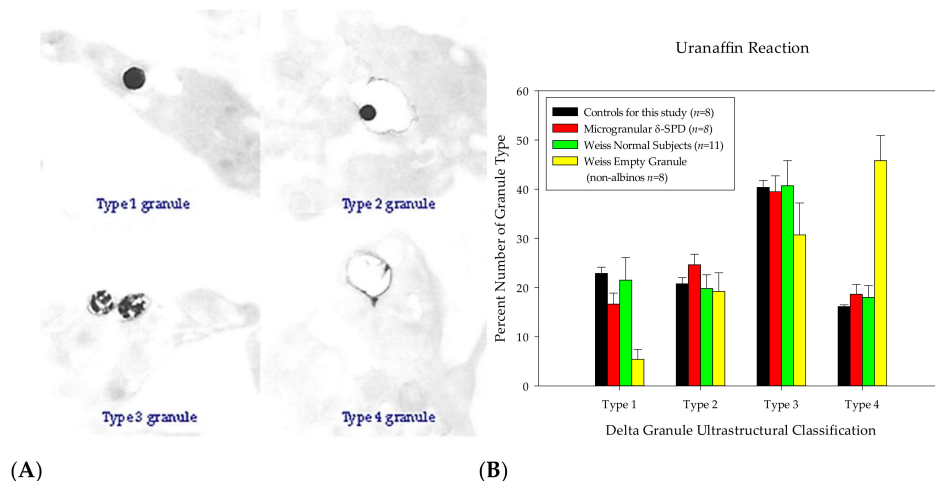 Type 1 granule
Type 2 granule
Type 3 granule
Type 4 granule
(A)
Uranaffin Reaction
Percent Number of Granule Type
60
50
40
30
20
10
0
Controls for this study (n=8)
Microgranular δ-SPD (n=8)
Weiss Normal Subjects (n=11)
Weiss Empty Granule
(non-albinos n=8)
Type 1
Type 2
Type 3
Type 4
Delta Granule Ultrastructural Classification
(B)